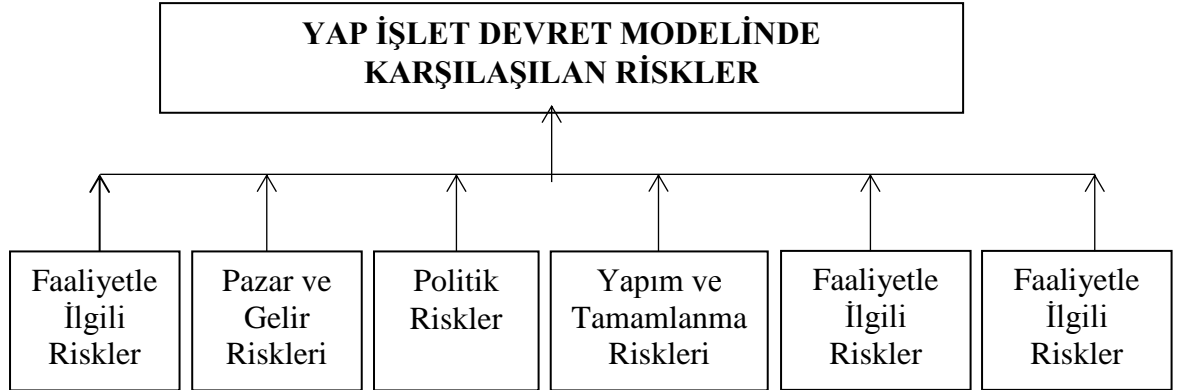 YAP İŞLET DEVRET MODELİNDE
KARŞILAŞILAN RİSKLER
Faaliyetle
İlgili
Riskler
Pazar ve
Gelir
Riskleri
Politik
Riskler
Yapım ve
Tamamlanma
Riskleri
Faaliyetle
İlgili
Riskler
Faaliyetle
İlgili
Riskler